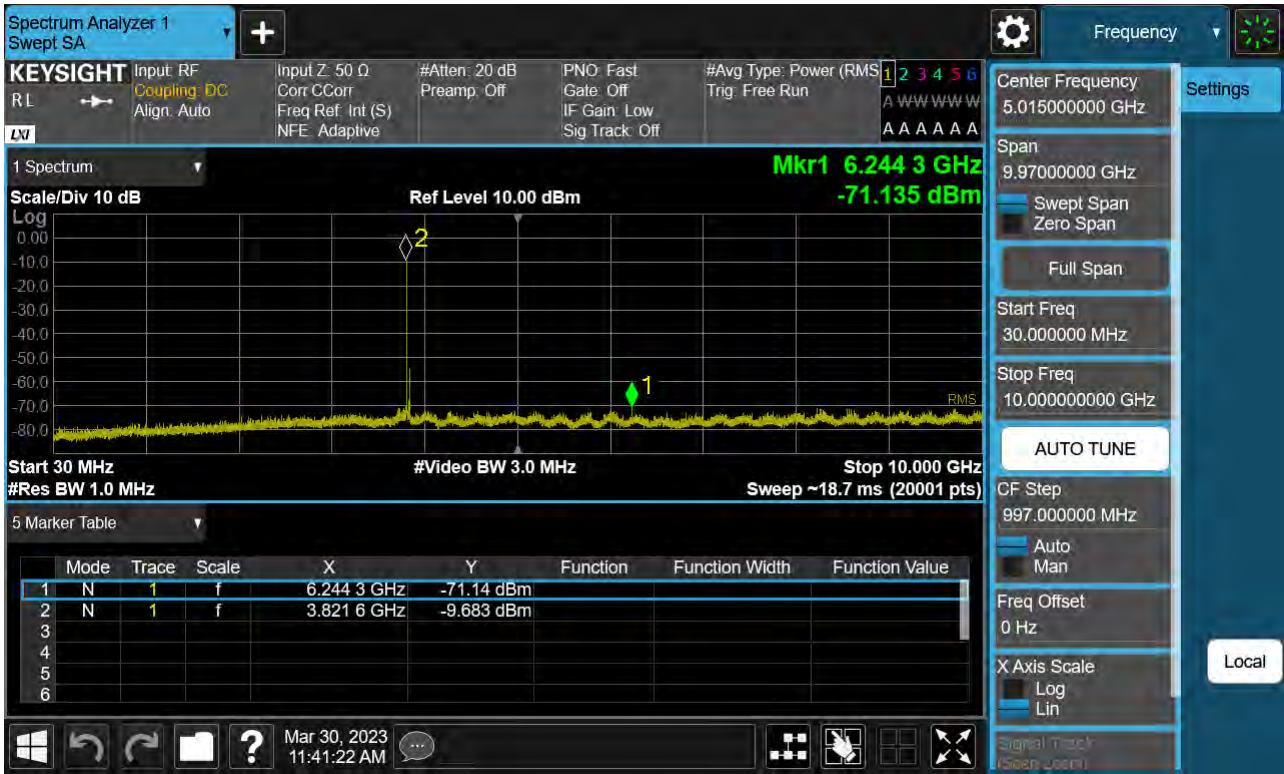 Spectrum Analyzer 1
Swept SA
Frequency
KEYSIGHT
RL
LXI
Input: RF
Coupling: DC
Align: Auto
Input Z: 50 Ω
Corr CCorr
Freq Ref: Int (S)
NFE: Adaptive
#Atten: 20 dB
Preamp: Off
PNO: Fast
Gate: Off
IF Gain: Low
Sig Track: Off
#Avg Type: Power (RMS
Trig: Free Run
1 2 3 4 5 6
A W W W W W
A A A A A A
1 Spectrum
Scale/Div 10 dB
Ref Level 10.00 dBm
Mkr1 6.244 3 GHz
-71.135 dBm
Log
0.00
-10.0
-20.0
-30.0
-40.0
-50.0
-60.0
-70.0
-80.0
2
1
RMS
Start 30 MHz
#Video BW 3.0 MHz
Stop 10.000 GHz
#Res BW 1.0 MHz
Sweep ~18.7 ms (20001 pts)
5 Marker Table
Mode Trace Scale X Y Function Function Width Function Value
1 N 1 f 6.244 3 GHz -71.14 dBm
2 N 1 f 3.821 6 GHz -9.683 dBm
3
4
5
6
Mar 30, 2023
11:41:22 AM
Center Frequency
5.015000000 GHz
Span
9.97000000 GHz
Swept Span
Zero Span
Full Span
Start Freq
30.000000 MHz
Stop Freq
10.000000000 GHz
AUTO TUNE
CF Step
997.000000 MHz
Auto
Man
Freq Offset
0 Hz
X Axis Scale
Log
Lin
Signal Track
(Span Zoom)
Settings
Local